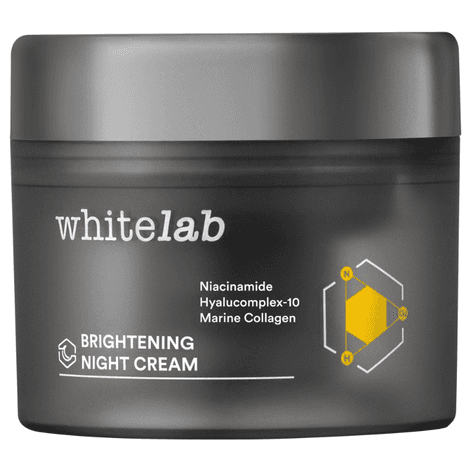 whitelab
Niacinamide
Hyalucomplex-10
Marine Collagen
BRIGHTENING
NIGHT CREAM
N
H